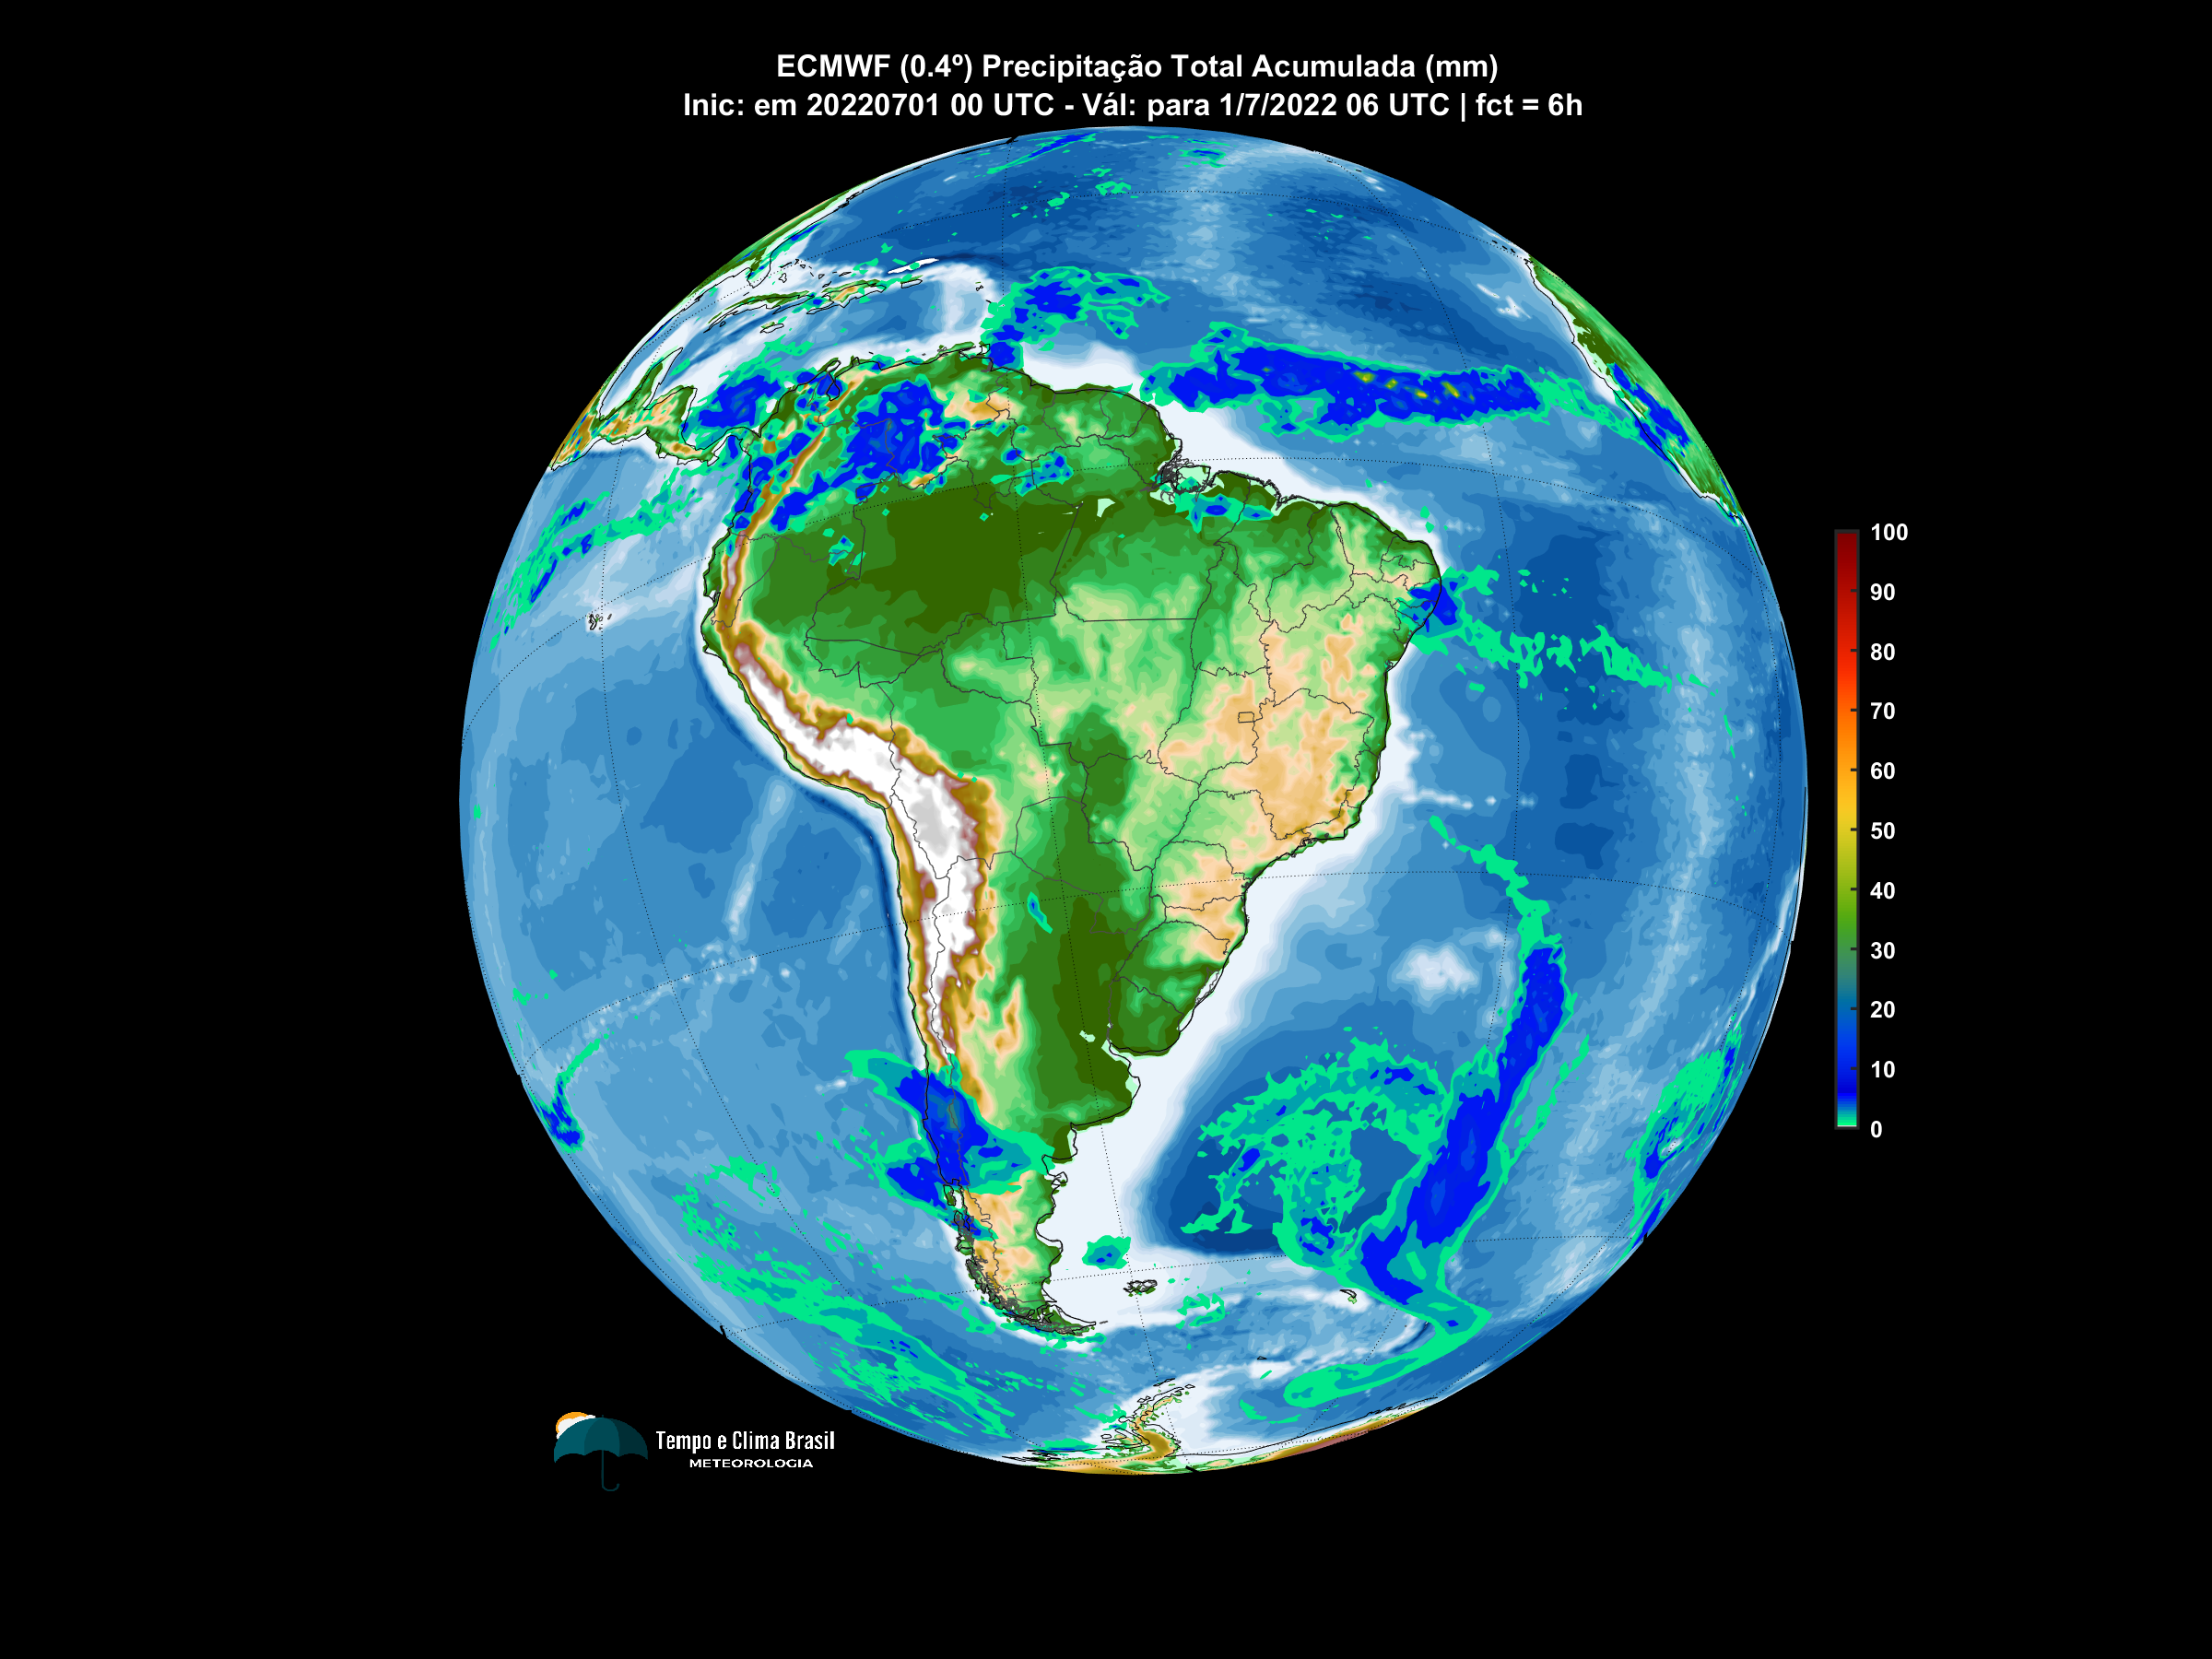 ECMWF (0.4º) Precipitação Total Acumulada (mm)
Inic: em 20220701 00 UTC - Vál: para 1/7/2022 06 UTC | fct = 6h
100
90
80
70
60
50
40
30
20
10
0
Tempo e Clima Brasil
METEOROLOGIA